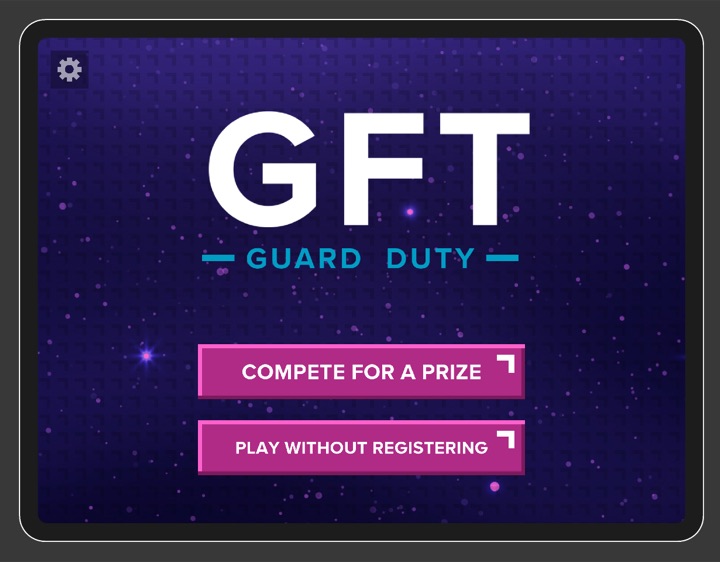 GFT
GUARD DUTY
COMPETE FOR A PRIZE
PLAY WITHOUT REGISTERING